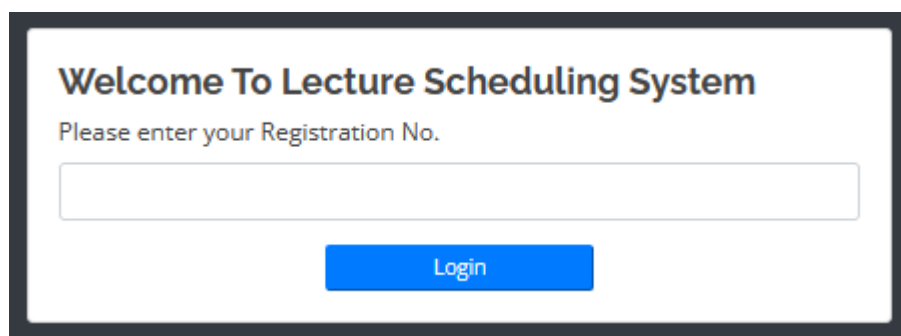 Welcome To Lecture Scheduling System
Please enter your Registration No.
Login